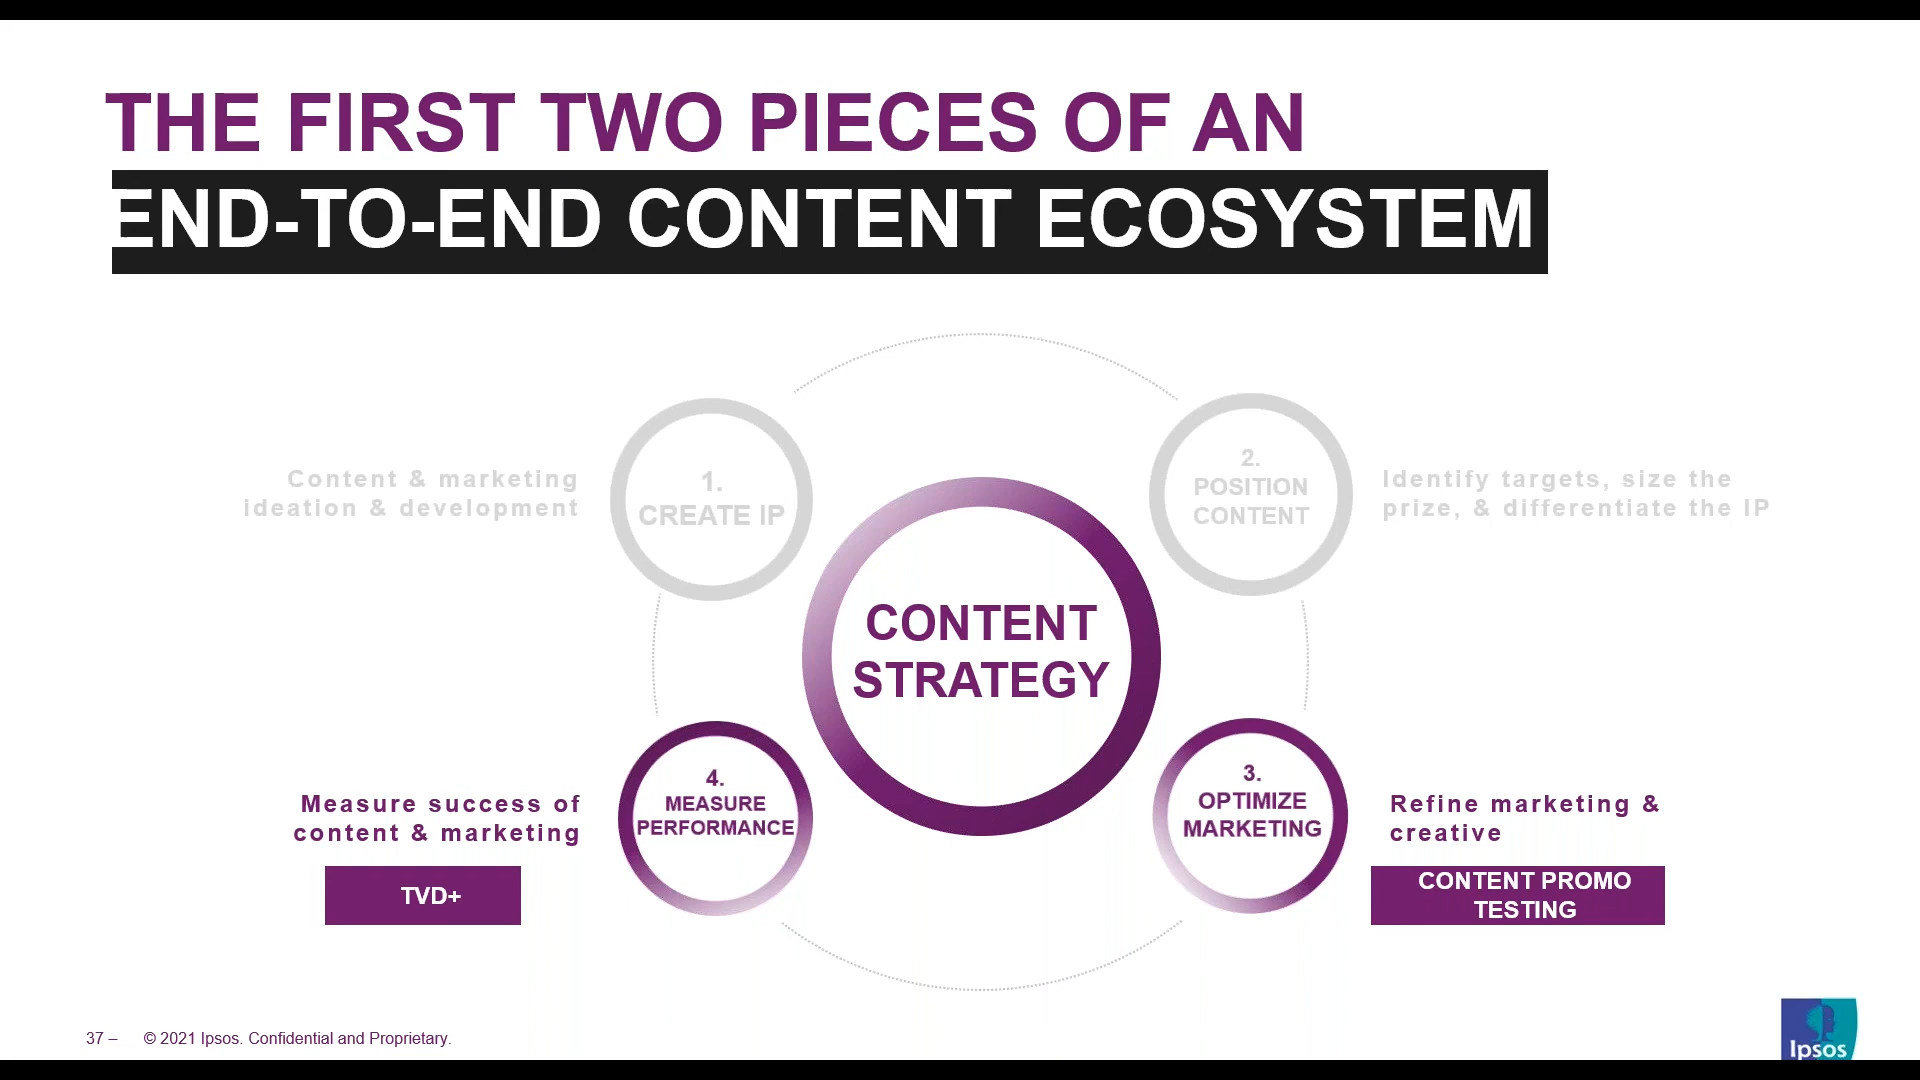 THE FIRST TWO PIECES OF AN
END-TO-END CONTENT ECOSYSTEM
Content & marketing
ideation & development
1.
CREATE IP
2.
POSITION
CONTENT
Identify targets, size the
prize, & differentiate the IP
CONTENT
STRATEGY
Measure success of
content & marketing
TVD+
4.
MEASURE
PERFORMANCE
3.
OPTIMIZE
MARKETING
Refine marketing &
creative
CONTENT PROMO
TESTING
37 – © 2021 Ipsos. Confidential and Proprietary.
Ipsos